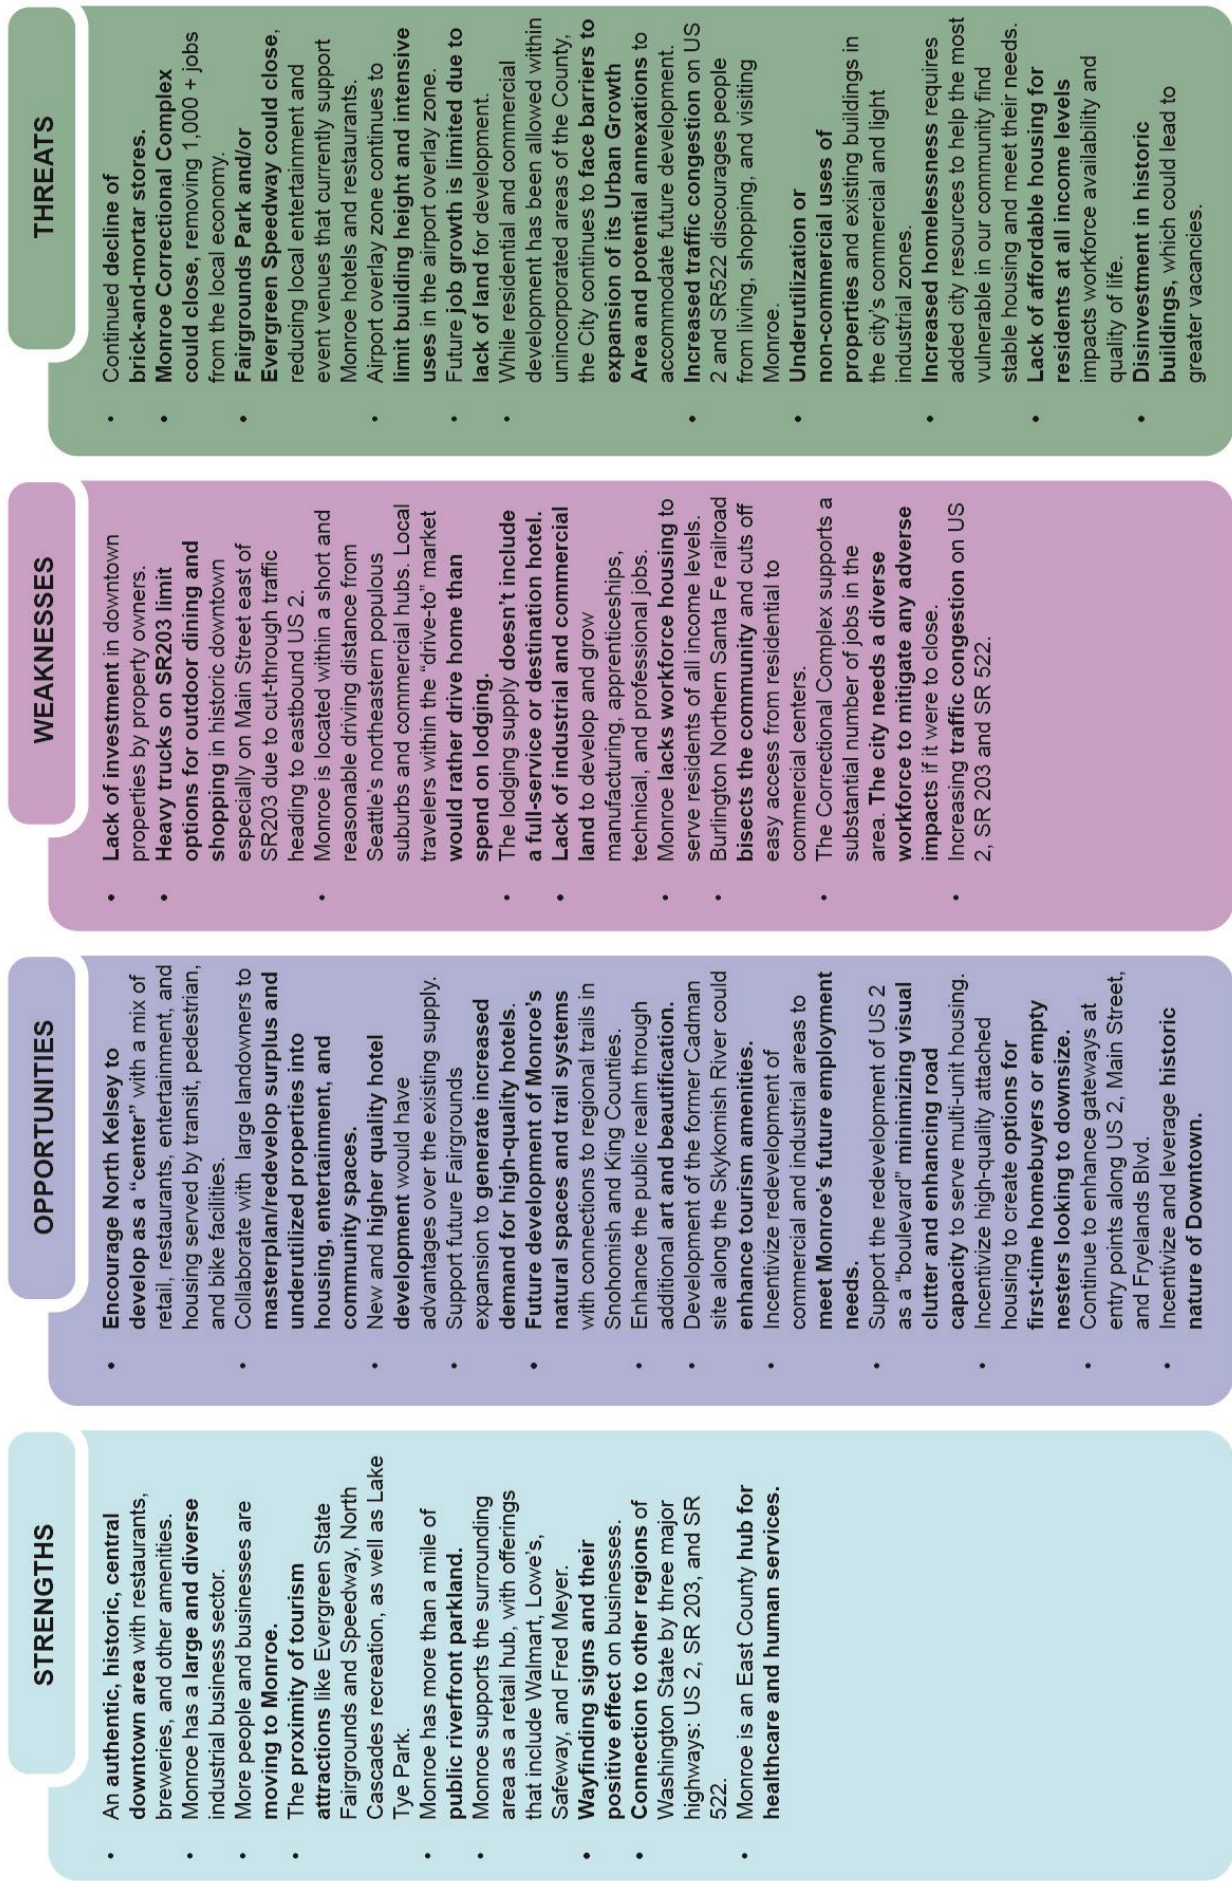 STRENGTHS
• An authentic, historic, central
downtown area with restaurants,
breweries, and other amenities.
• Monroe has a large and diverse
industrial business sector.
• More people and businesses are
moving to Monroe.
• The proximity of tourism
attractions like Evergreen State
Fairgrounds and Speedway, North
Cascades recreation, as well as Lake
Tye Park.
• Monroe has more than a mile of
public riverfront parkland.
• Monroe supports the surrounding
area as a retail hub, with offerings
that include Walmart, Lowe's,
Safeway, and Fred Meyer.
• Wayfinding signs and their
positive effect on businesses.
• Connection to other regions of
Washington State by three major
highways: US 2, SR 203, and SR
522.
• Monroe is an East County hub for
healthcare and human services.
OPPORTUNITIES
• Encourage North Kelsey to
develop as a “center” with a mix of
retail, restaurants, entertainment, and
housing served by transit, pedestrian,
and bike facilities.
• Collaborate with large landowners to
masterplan/redevelop surplus and
underutilized properties into
housing, entertainment, and
community spaces.
• New and higher quality hotel
development would have
advantages over the existing supply.
• Support future Fairgrounds
expansion to generate increased
demand for high-quality hotels.
• Future development of Monroe's
natural spaces and trail systems
with connections to regional trails in
Snohomish and King Counties.
• Enhance the public realm through
additional art and beautification.
• Development of the former Cadman
site along the Skykomish River could
enhance tourism amenities.
• Incentivize redevelopment of
commercial and industrial areas to
meet Monroe's future employment
needs.
• Support the redevelopment of US 2
as a “boulevard” minimizing visual
clutter and enhancing road
capacity to serve multi-unit housing.
• Incentivize high-quality attached
housing to create options for
first-time homebuyers or empty
nesters looking to downsize.
• Continue to enhance gateways at
entry points along US 2, Main Street,
and Fryelands Blvd.
• Incentivize and leverage historic
nature of Downtown.
WEAKNESSES
• Lack of investment in downtown
properties by property owners.
• Heavy trucks on SR203 limit
options for outdoor dining and
shopping in historic downtown
especially on Main Street east of
SR203 due to cut-through traffic
heading to eastbound US 2.
• Monroe is located within a short and
reasonable driving distance from
Seattle's northeastern populous
suburbs and commercial hubs. Local
travelers within the “drive-to” market
would rather drive home than
spend on lodging.
• The lodging supply doesn't include
a full-service or destination hotel.
• Lack of industrial and commercial
land to develop and grow
manufacturing, apprenticeships,
technical, and professional jobs.
• Monroe lacks workforce housing to
serve residents of all income levels.
• Burlington Northern Santa Fe railroad
bisects the community and cuts off
easy access from residential to
commercial centers.
• The Correctional Complex supports a
substantial number of jobs in the
area. The city needs a diverse
workforce to mitigate any adverse
impacts if it were to close.
• Increasing traffic congestion on US
2, SR 203 and SR 522.
THREATS
• Continued decline of
brick-and-mortar stores.
• Monroe Correctional Complex
could close, removing 1,000 + jobs
from the local economy.
• Fairgrounds Park and/or
Evergreen Speedway could close,
reducing local entertainment and
event venues that currently support
Monroe hotels and restaurants.
• Airport overlay zone continues to
limit building height and intensive
uses in the airport overlay zone.
• Future job growth is limited due to
lack of land for development.
• While residential and commercial
development has been allowed within
unincorporated areas of the County,
the City continues to face barriers to
expansion of its Urban Growth
Area and potential annexations to
accommodate future development.
• Increased traffic congestion on US
2 and SR522 discourages people
from living, shopping, and visiting
Monroe.
• Underutilization or
non-commercial uses of
properties and existing buildings in
the city's commercial and light
industrial zones.
• Increased homelessness requires
added city resources to help the most
vulnerable in our community find
stable housing and meet their needs.
• Lack of affordable housing for
residents at all income levels
impacts workforce availability and
quality of life.
• Disinvestment in historic
buildings, which could lead to
greater vacancies.